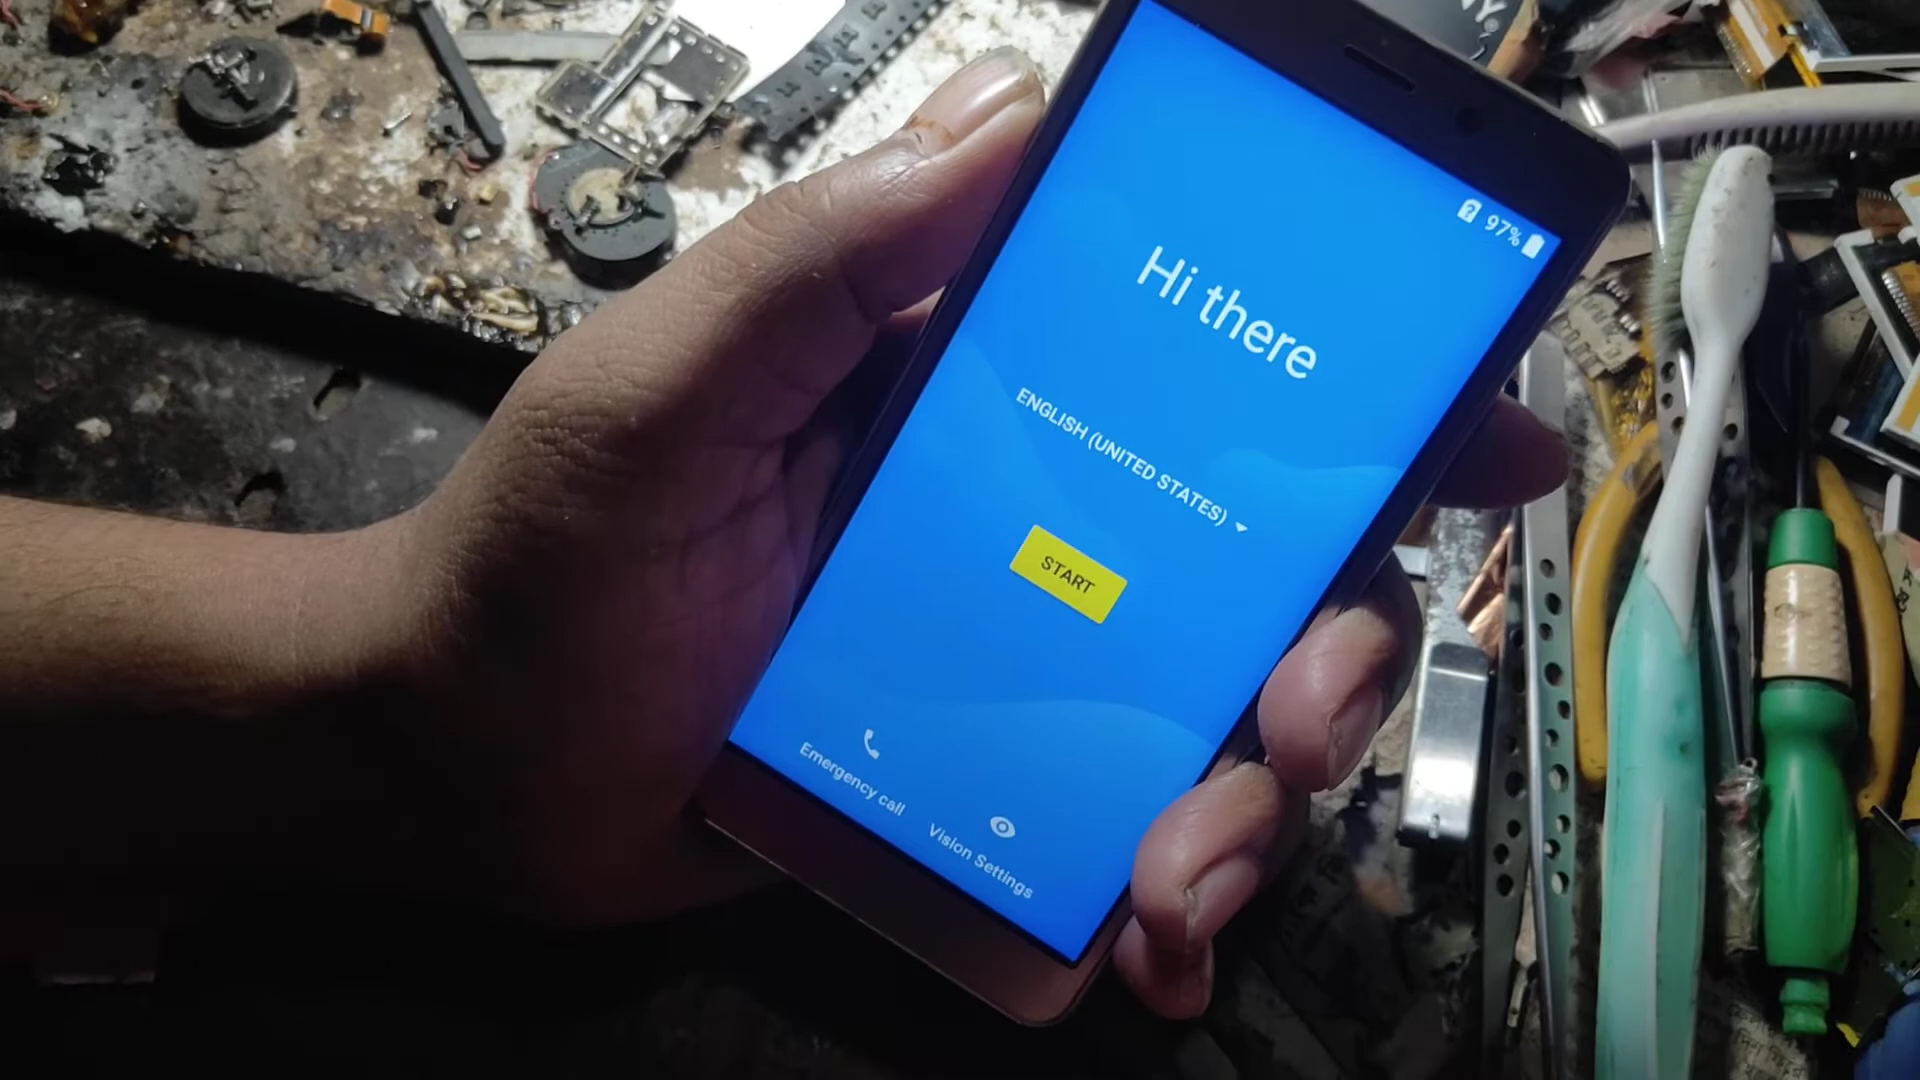 97%
Hi there
ENGLISH (UNITED STATES)
START
Emergency call
Vision Settings